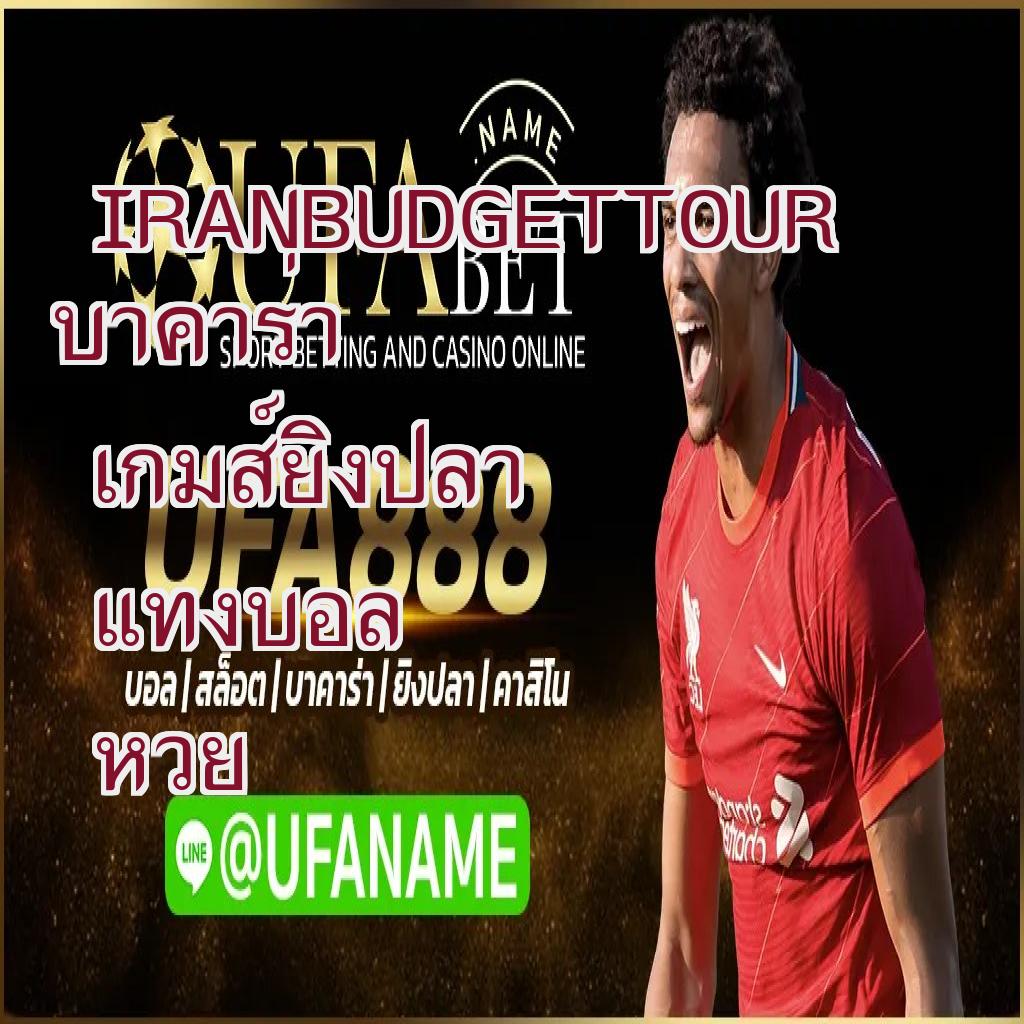 .NAME
UFABET
IRANBUDGETTOUR
บาคาร่า
SPORT BETTING AND CASINO ONLINE
เกมส์ยิงปลา
UFA888
แทงบอล
บอล | สล็อต | บาคาร่า | ยิงปลา | คาสิโน
หวย
LINE @UFANAME